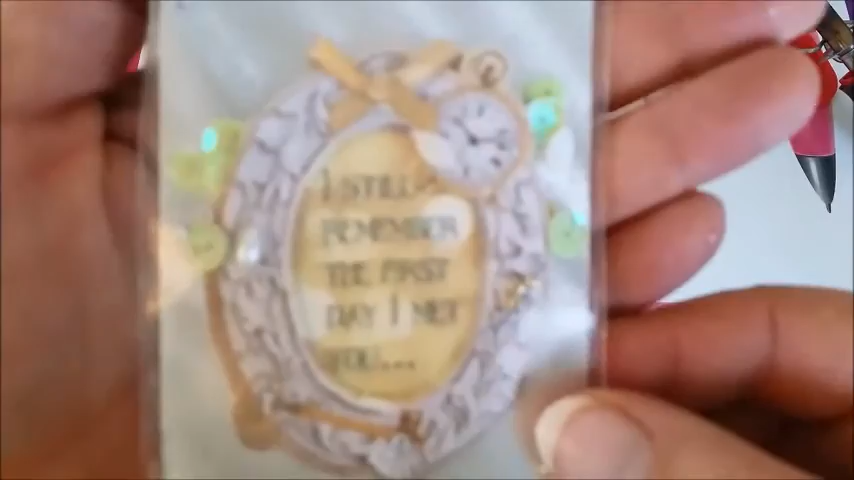 I STILL
REMEMBER
THE FIRST
DAY I MET
YOU...